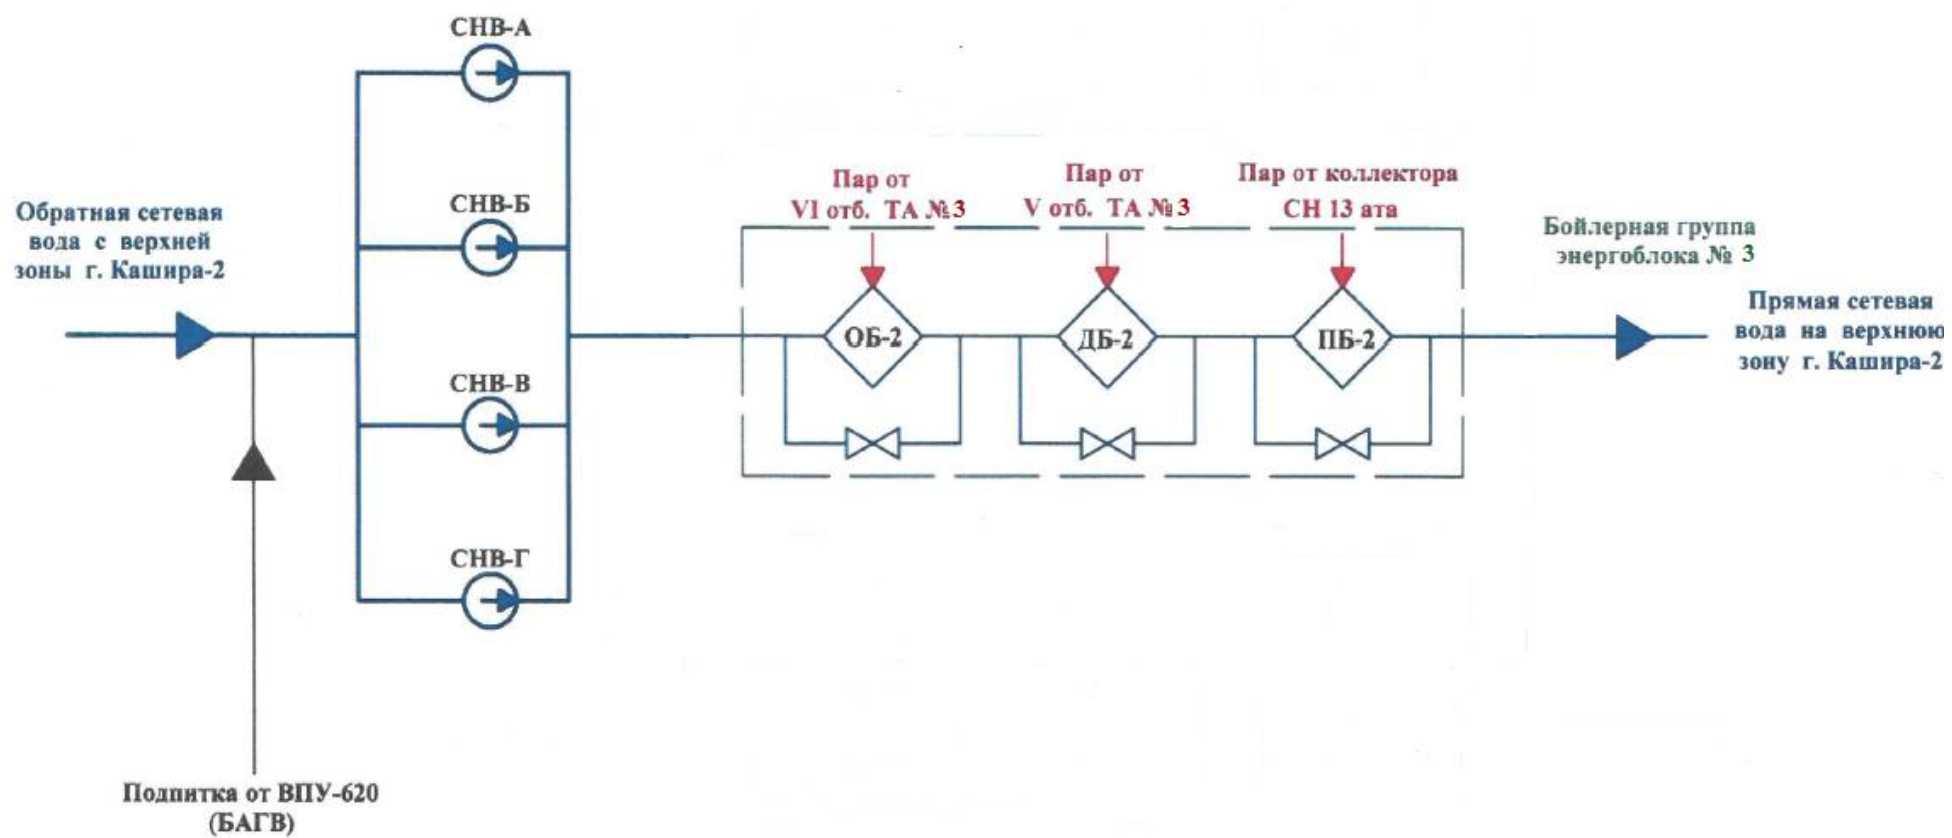 СНВ-А
СНВ-Б
СНВ-В
СНВ-Г
Обратная сетевая
вода с верхней
зоны г. Кашира-2
Подпитка от ВПУ-620
(БАГВ)
Пар от
VI отб. ТА №3
Пар от
V отб. ТА №3
Пар от коллектора
СН 13 ата
ОБ-2
ДБ-2
ПБ-2
Бойлерная группа
энергоблока № 3
Прямая сетевая
вода на верхнюю
зону г. Кашира-2